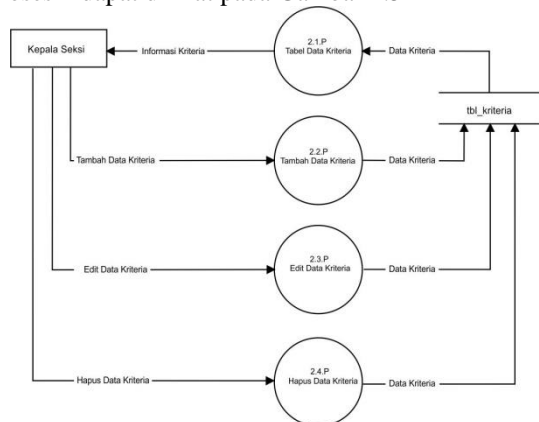 pada Gambar
2.1.P
Tabel Data Kriteria
Kepala Seksi
Informasi Kriteria
Data Kriteria
tbl_kriteria
2.2.P
Tambah Data Kriteria
Tambah Data Kriteria
Data Kriteria
2.3.P
Edit Data Kriteria
Edit Data Kriteria
Data Kriteria
2.4.P
Hapus Data Kriteria
Hapus Data Kriteria
Data Kriteria